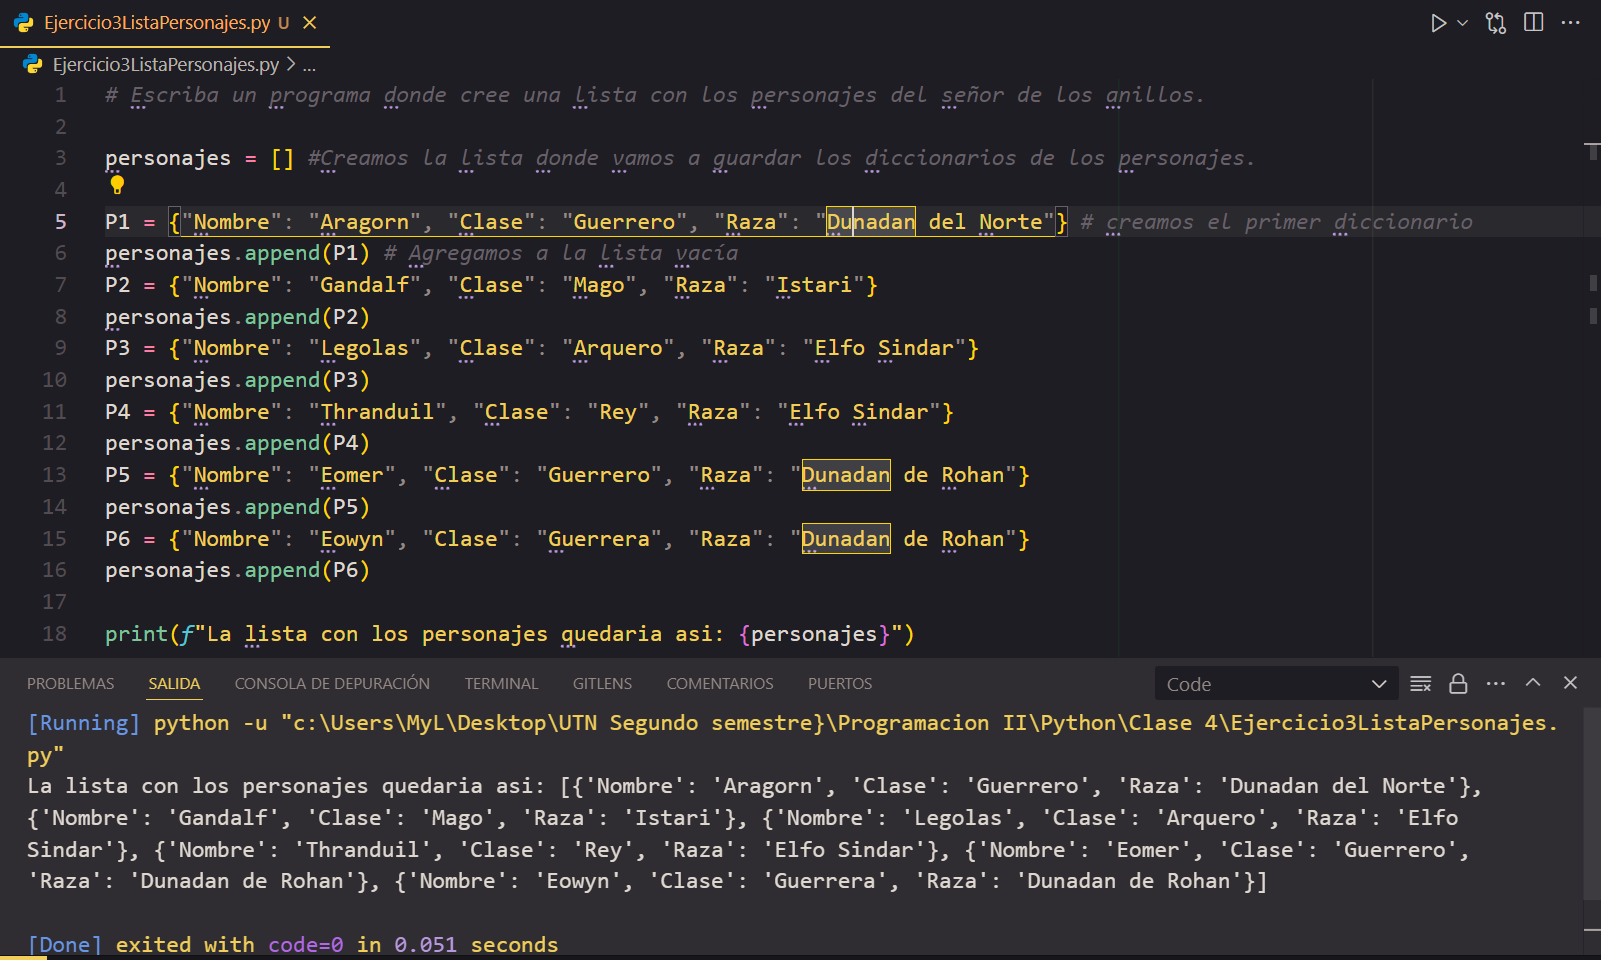 Ejercicio3ListaPersonajes.py U
Ejercicio3ListaPersonajes.py > ...
1 # Escriba un programa donde cree una lista con los personajes del señor de los anillos.
2
3 personajes = [] #Creamos la lista donde vamos a guardar los diccionarios de los personajes.
4
5 P1 = {"Nombre": "Aragorn", "Clase": "Guerrero", "Raza": "Dunadan del Norte"} # creamos el primer diccionario
6 personajes.append(P1) # Agregamos a la lista vacía
7 P2 = {"Nombre": "Gandalf", "Clase": "Mago", "Raza": "Istari"}
8 personajes.append(P2)
9 P3 = {"Nombre": "Legolas", "Clase": "Arquero", "Raza": "Elfo Sindar"}
10 personajes.append(P3)
11 P4 = {"Nombre": "Thranduil", "Clase": "Rey", "Raza": "Elfo Sindar"}
12 personajes.append(P4)
13 P5 = {"Nombre": "Eomer", "Clase": "Guerrero", "Raza": "Dunadan de Rohan"}
14 personajes.append(P5)
15 P6 = {"Nombre": "Eowyn", "Clase": "Guerrera", "Raza": "Dunadan de Rohan"}
16 personajes.append(P6)
17
18 print(f"La lista con los personajes quedaria asi: {personajes}")
PROBLEMAS SALIDA CONSOLA DE DEPURACIÓN TERMINAL GITLENS COMENTARIOS PUERTOS Code
[Running] python -u "c:\Users\MyL\Desktop\UTN Segundo semestre}\Programacion II\Python\Clase 4\Ejercicio3ListaPersonajes.
py"
La lista con los personajes quedaria asi: [{'Nombre': 'Aragorn', 'Clase': 'Guerrero', 'Raza': 'Dunadan del Norte'},
{'Nombre': 'Gandalf', 'Clase': 'Mago', 'Raza': 'Istari'}, {'Nombre': 'Legolas', 'Clase': 'Arquero', 'Raza': 'Elfo
Sindar'}, {'Nombre': 'Thranduil', 'Clase': 'Rey', 'Raza': 'Elfo Sindar'}, {'Nombre': 'Eomer', 'Clase': 'Guerrero',
'Raza': 'Dunadan de Rohan'}, {'Nombre': 'Eowyn', 'Clase': 'Guerrera', 'Raza': 'Dunadan de Rohan'}]
[Done] exited with code=0 in 0.051 seconds